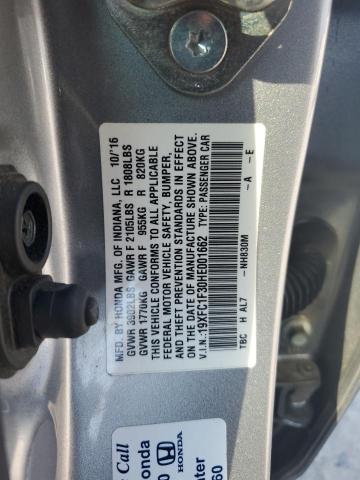 MFD. BY HONDA MFG. OF INDIANA, LLC 10/'16
GVWR 3902LBS GAWR F 2105LBS R 1808LBS
GVWR 1770KG GAWR F 955KG R 820KG
THIS VEHICLE CONFORMS TO ALL APPLICABLE
FEDERAL MOTOR VEHICLE SAFETY, BUMPER,
AND THEFT PREVENTION STANDARDS IN EFFECT
ON THE DATE OF MANUFACTURE SHOWN ABOVE.
V.I.N.: 19XFC1F30HE001662 TYPE: PASSENGER CAR
TBC H AL7 -NH830M -A -E
Call
onda
HONDA
nter
60